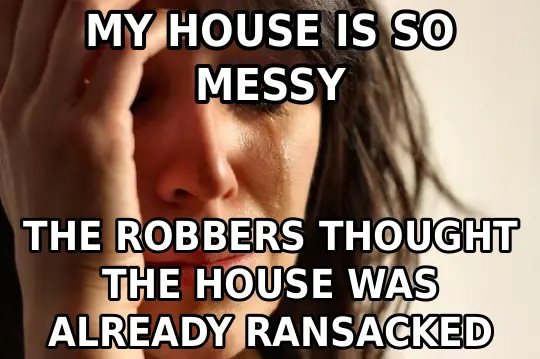 MY HOUSE IS SO
MESSY
THE ROBBERS THOUGHT
THE HOUSE WAS
ALREADY RANSACKED